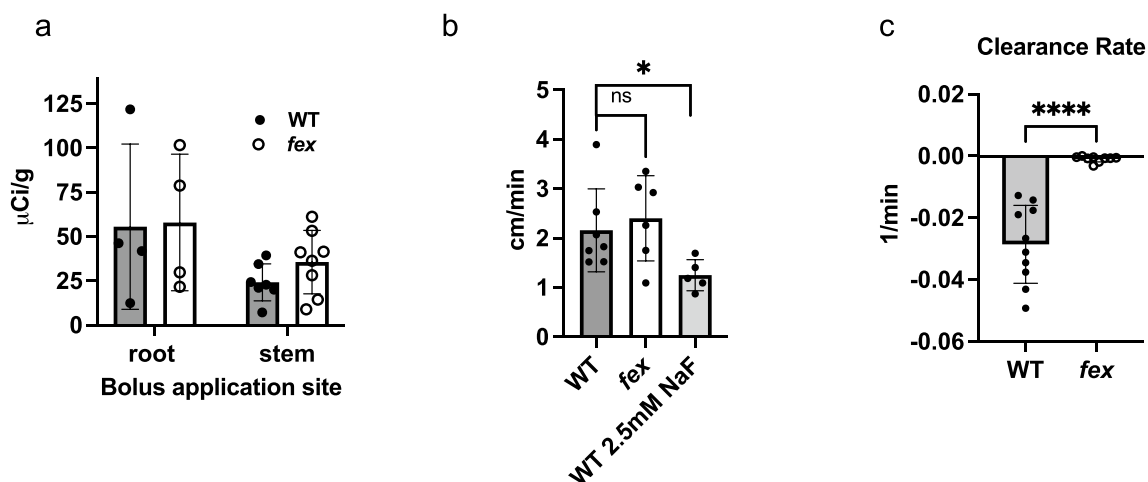 a
μCi/g
125
100
75
50
25
0
WT
fex
root
stem
Bolus application site
b
cm/min
5
4
3
2
1
0
*
ns
WT
fex
WT 2.5mM NaF
c
Clearance Rate
1/min
0.02
0.00
-0.02
-0.04
-0.06
****
WT
fex